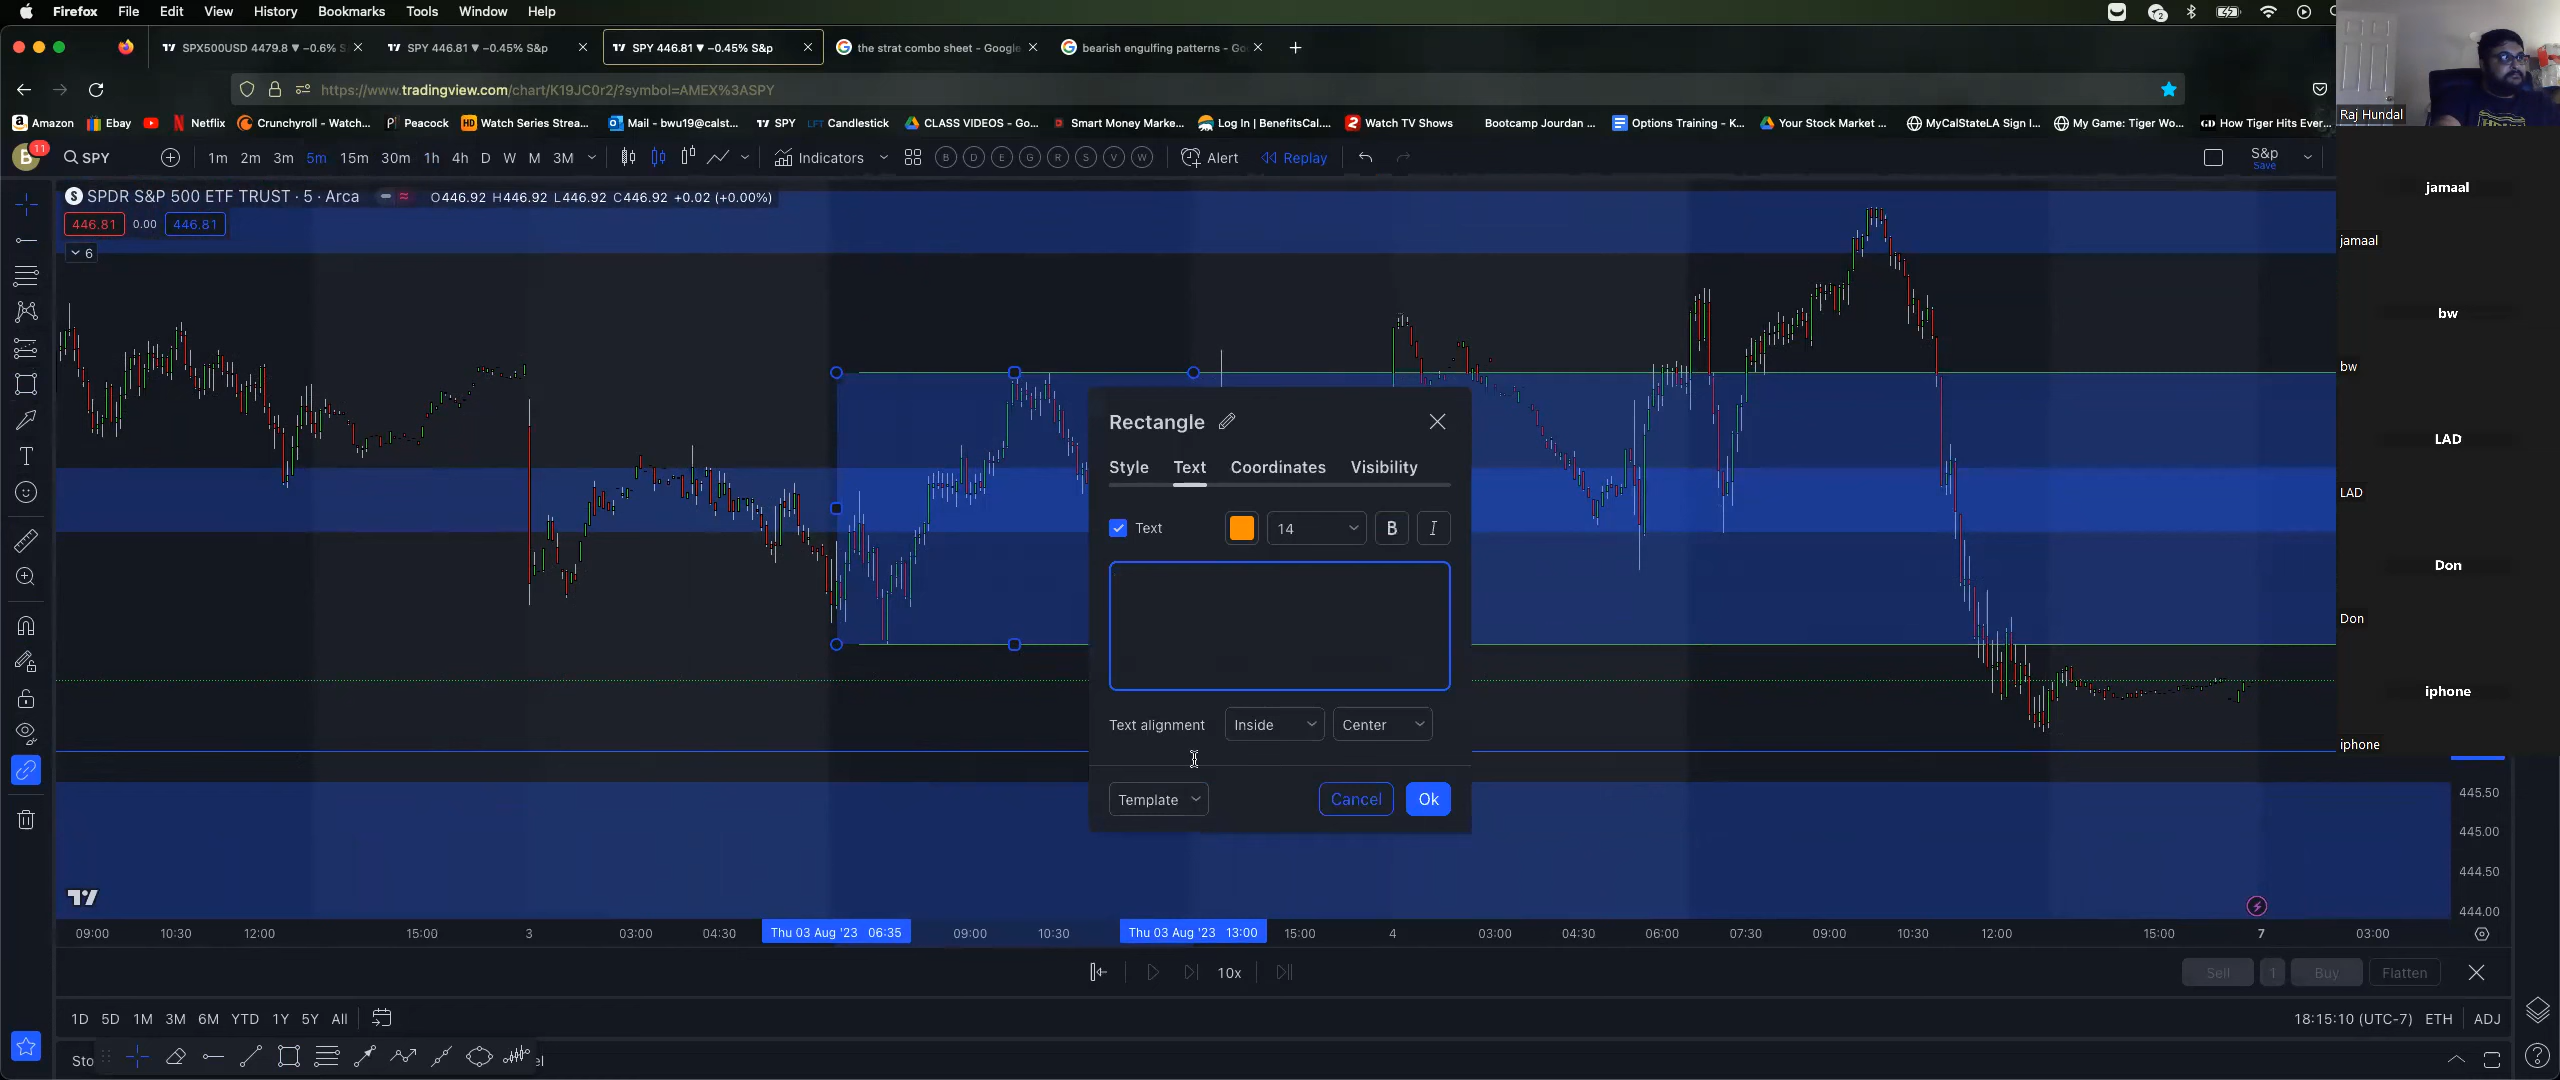 Firefox File Edit View History Bookmarks Tools Window Help
SPX500USD 4479.8 ▼ −0.6% S
SPY 446.81 ▼ −0.45% S&p
SPY 446.81 ▼ −0.45% S&p
the strat combo sheet - Google
bearish engulfing patterns - Go
https://www.tradingview.com/chart/K19JC0r2/?symbol=AMEX%3ASPY
Amazon Ebay Netflix Crunchyroll - Watch... Peacock Watch Series Strea... Mail - bwu19@calst... SPY Candlestick CLASS VIDEOS - Go... Smart Money Marke... Log In | BenefitsCal.... Watch TV Shows Bootcamp Jourdan ... Options Training - K... Your Stock Market ... MyCalStateLA Sign I... My Game: Tiger Wo... How Tiger Hits Ever...
B 11 SPY 1m 2m 3m 5m 15m 30m 1h 4h D W M 3M Indicators B D E G R S V W Alert Replay S&p
Save
SPDR S&P 500 ETF TRUST · 5 · Arca O446.92 H446.92 L446.92 C446.92 +0.02 (+0.00%)
446.81 0.00 446.81
6
Raj Hundal
jamaal
jamaal
bw
bw
LAD
LAD
Don
Don
iphone
iphone
Rectangle
Style Text Coordinates Visibility
Text 14 B I
Text alignment Inside Center
Template Cancel Ok
445.50
445.00
444.50
444.00
09:00 10:30 12:00 15:00 3 03:00 04:30 Thu 03 Aug '23 06:35 09:00 10:30 Thu 03 Aug '23 13:00 15:00 4 03:00 04:30 06:00 07:30 09:00 10:30 12:00 15:00 7 03:00
10x Sell 1 Buy Flatten
1D 5D 1M 3M 6M YTD 1Y 5Y All 18:15:10 (UTC-7) ETH ADJ
Sto